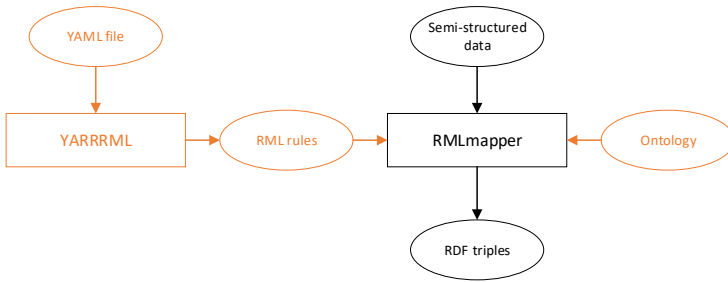 YAML file
Semi-structured
data
YARRRML
RML rules
RMLmapper
Ontology
RDF triples